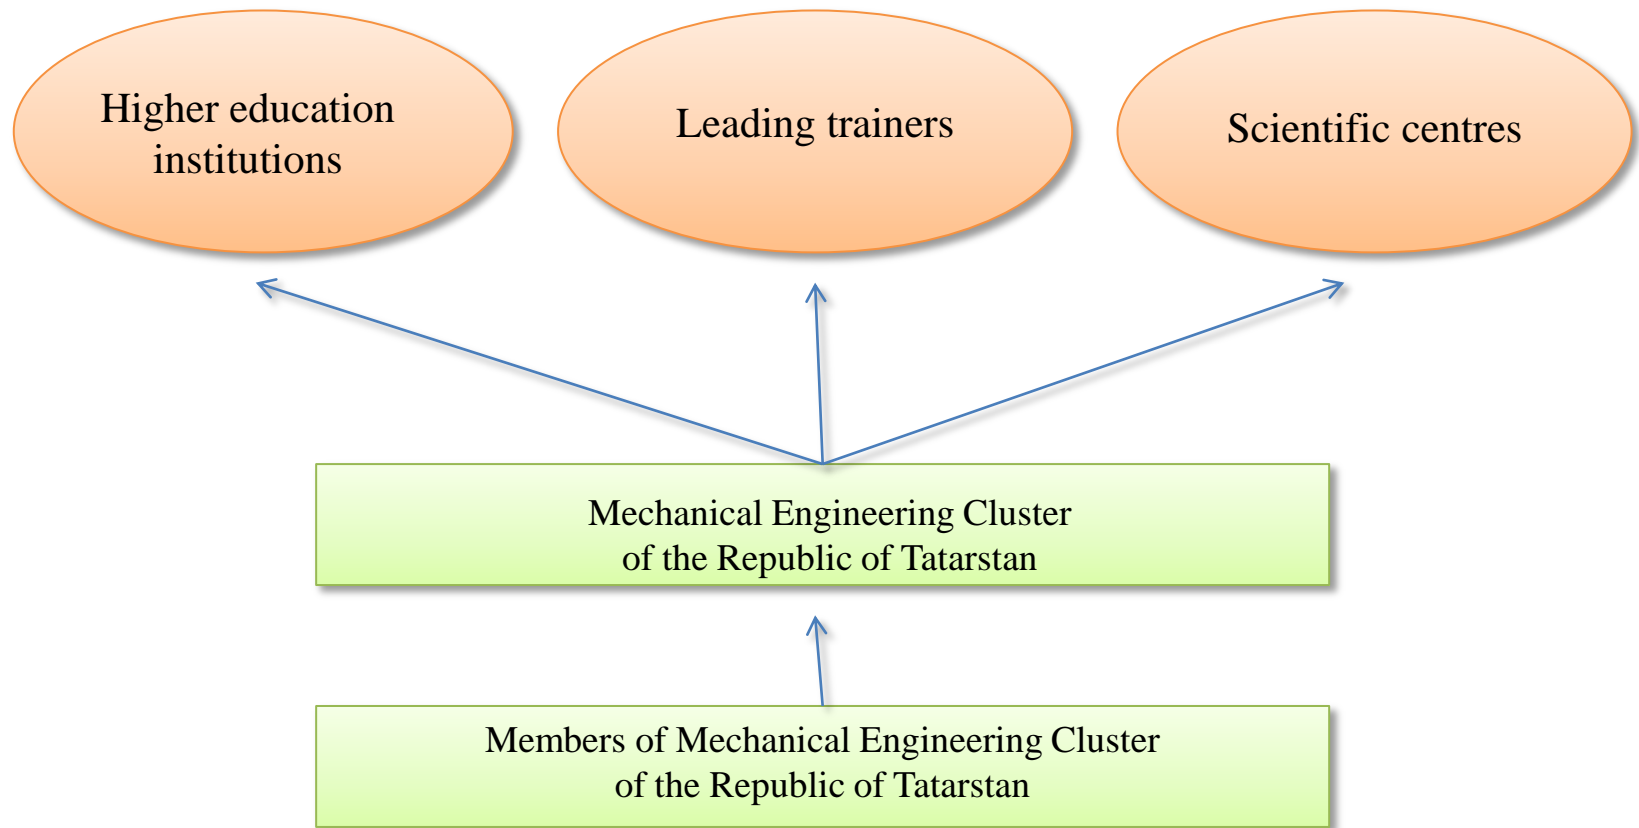 Higher education
institutions
Leading trainers
Scientific centres
Mechanical Engineering Cluster
of the Republic of Tatarstan
Members of Mechanical Engineering Cluster
of the Republic of Tatarstan